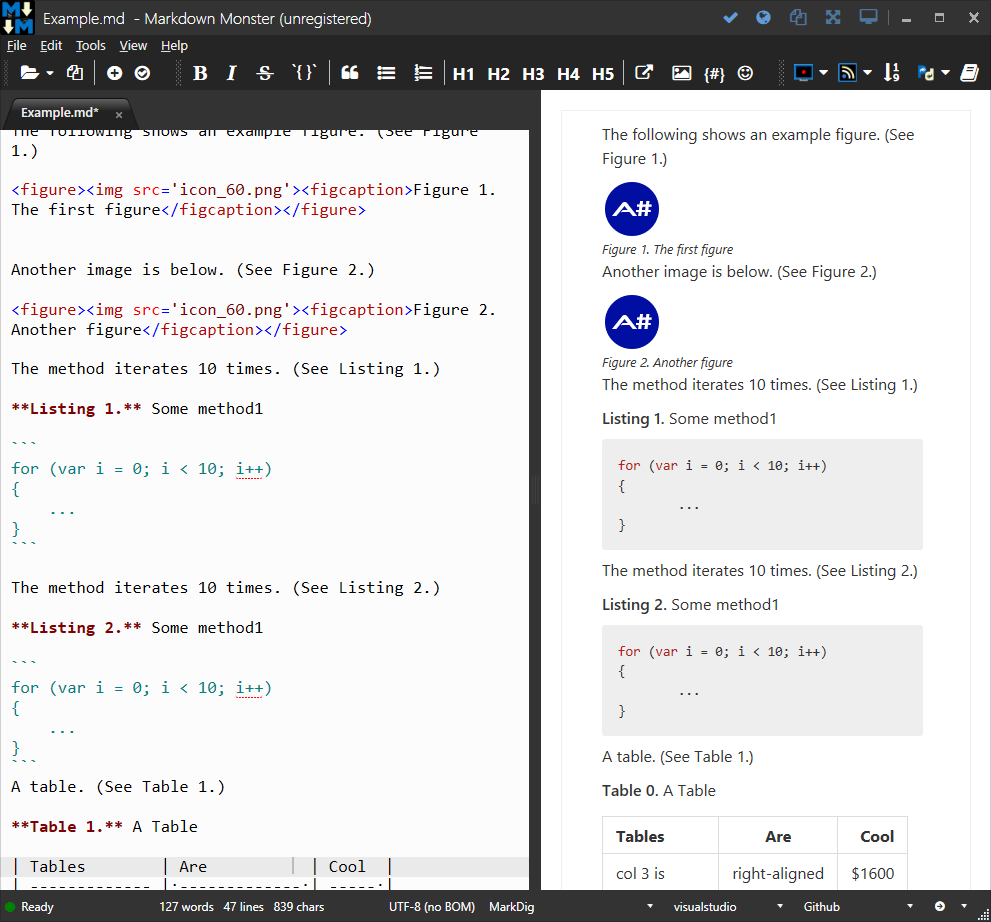 Example.md - Markdown Monster (unregistered)
File Edit Tools View Help
B I S `{}` H1 H2 H3 H4 H5 {#}
Example.md*
The following shows an example figure. (See Figure
1.)
<figure><img src='icon_60.png'><figcaption>Figure 1.
The first figure</figcaption></figure>
Another image is below. (See Figure 2.)
<figure><img src='icon_60.png'><figcaption>Figure 2.
Another figure</figcaption></figure>
The method iterates 10 times. (See Listing 1.)
**Listing 1.** Some method1
```
for (var i = 0; i < 10; i++)
{
    ...
}
```
The method iterates 10 times. (See Listing 2.)
**Listing 2.** Some method1
```
for (var i = 0; i < 10; i++)
{
    ...
}
```
A table. (See Table 1.)
**Table 1.** A Table
| Tables        | Are           | Cool  |
| ------------- |:-------------:| -----:|
The following shows an example figure. (See
Figure 1.)
A#
Figure 1. The first figure
Another image is below. (See Figure 2.)
A#
Figure 2. Another figure
The method iterates 10 times. (See Listing 1.)
Listing 1. Some method1
for (var i = 0; i < 10; i++)
{
    ...
}
The method iterates 10 times. (See Listing 2.)
Listing 2. Some method1
for (var i = 0; i < 10; i++)
{
    ...
}
A table. (See Table 1.)
Table 0. A Table
Tables Are Cool
col 3 is right-aligned $1600
Ready 127 words 47 lines 839 chars UTF-8 (no BOM) MarkDig visualstudio Github